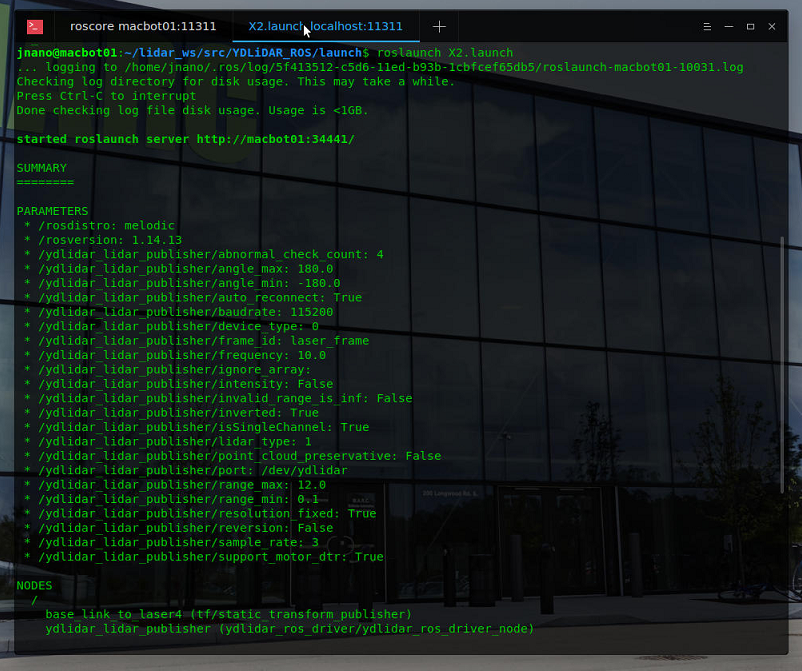 roscore macbot01:11311
X2.launch localhost:11311
jnano@macbot01:~/lidar_ws/src/YDLiDAR_ROS/launch$ roslaunch X2.launch
... logging to /home/jnano/.ros/log/5f413512-c5d6-11ed-b93b-1cbfcef65db5/roslaunch-macbot01-10031.log
Checking log directory for disk usage. This may take a while.
Press Ctrl-C to interrupt
Done checking log file disk usage. Usage is <1GB.
started roslaunch server http://macbot01:34441/
SUMMARY
========
PARAMETERS
* /rosdistro: melodic
* /rosversion: 1.14.13
* /ydlidar_lidar_publisher/abnormal_check_count: 4
* /ydlidar_lidar_publisher/angle_max: 180.0
* /ydlidar_lidar_publisher/angle_min: -180.0
* /ydlidar_lidar_publisher/auto_reconnect: True
* /ydlidar_lidar_publisher/baudrate: 115200
* /ydlidar_lidar_publisher/device_type: 0
* /ydlidar_lidar_publisher/frame_id: laser_frame
* /ydlidar_lidar_publisher/frequency: 10.0
* /ydlidar_lidar_publisher/ignore_array:
* /ydlidar_lidar_publisher/intensity: False
* /ydlidar_lidar_publisher/invalid_range_is_inf: False
* /ydlidar_lidar_publisher/inverted: True
* /ydlidar_lidar_publisher/isSingleChannel: True
* /ydlidar_lidar_publisher/lidar_type: 1
* /ydlidar_lidar_publisher/point_cloud_preservative: False
* /ydlidar_lidar_publisher/port: /dev/ydlidar
* /ydlidar_lidar_publisher/range_max: 12.0
* /ydlidar_lidar_publisher/range_min: 0.1
* /ydlidar_lidar_publisher/resolution_fixed: True
* /ydlidar_lidar_publisher/reversion: False
* /ydlidar_lidar_publisher/sample_rate: 3
* /ydlidar_lidar_publisher/support_motor_dtr: True
NODES
/
base_link_to_laser4 (tf/static_transform_publisher)
ydlidar_lidar_publisher (ydlidar_ros_driver/ydlidar_ros_driver_node)